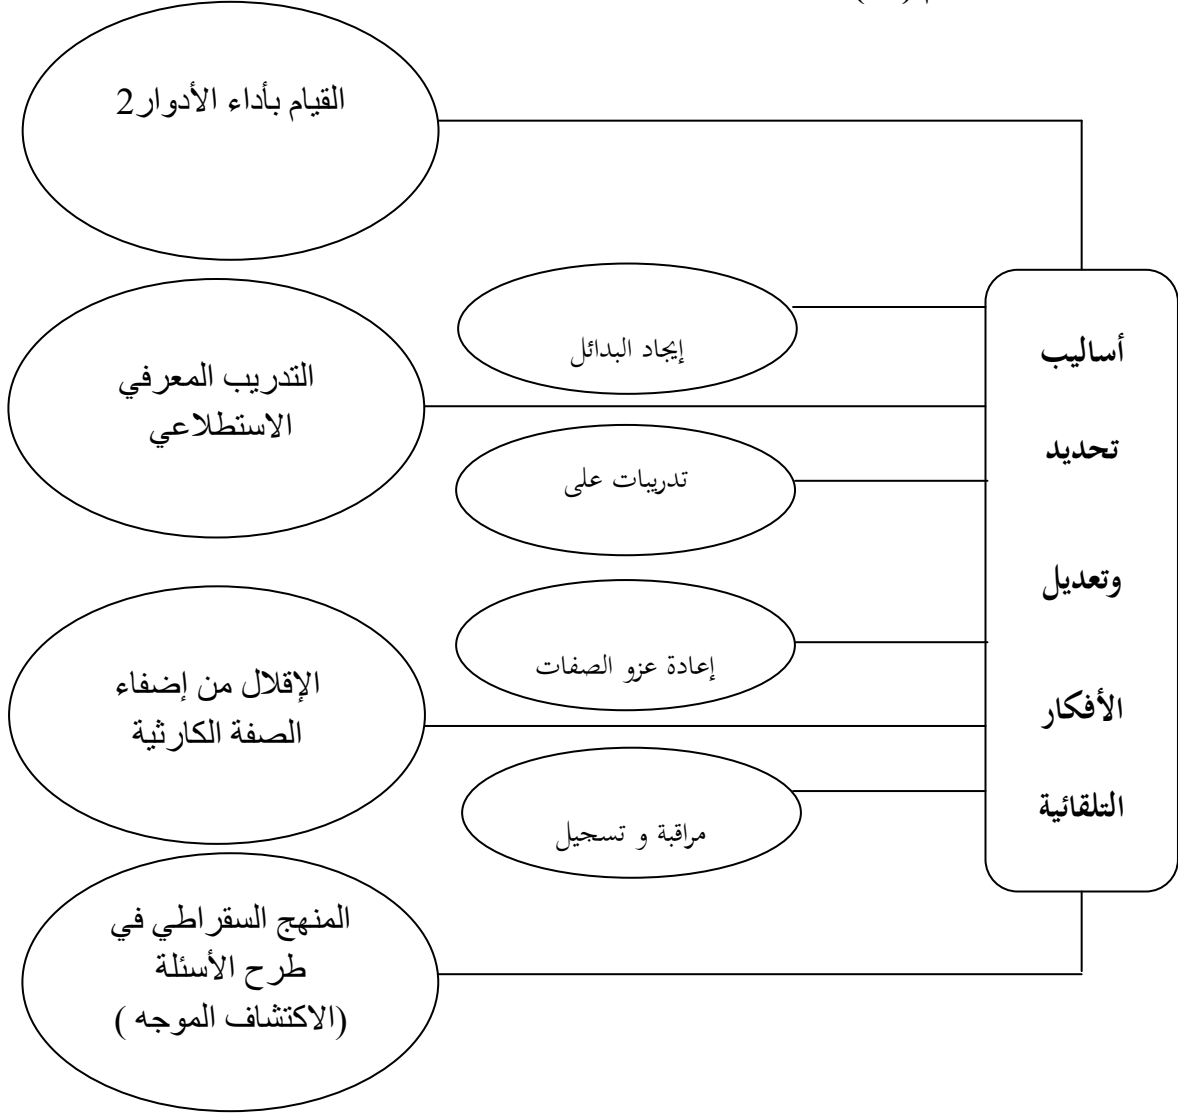 القيام بأداء الأدوار2
أساليب
تحديد
وتعديل
الأفكار
التلقائية
إيجاد البدائل
التدريب المعرفي
الاستطلاعي
تدريبات على
إعادة عزو الصفات
الإقلال من إضفاء
الصفة الكارثية
مراقبة و تسجيل
المنهج السقراطي في
طرح الأسئلة
(الاكتشاف الموجه )